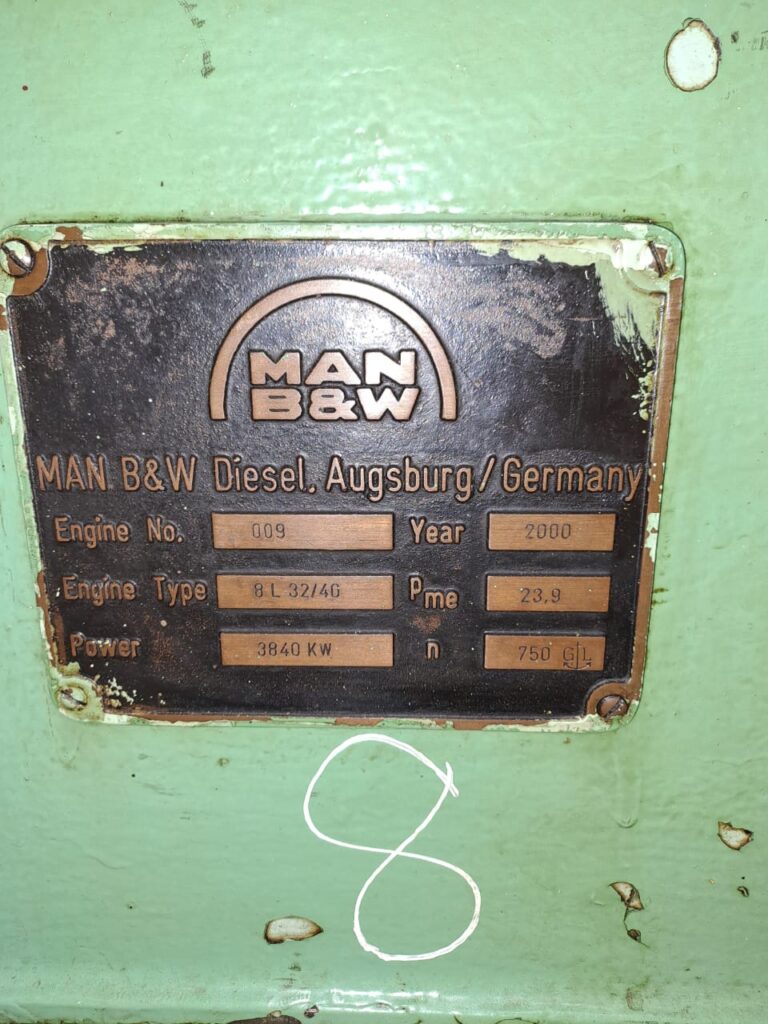 MAN
B&W
MAN B&W Diesel, Augsburg / Germany
Engine No. 009 Year 2000
Engine Type 8 L 32/40 Pme 23,9
Power 3840 KW n 750 GL
8